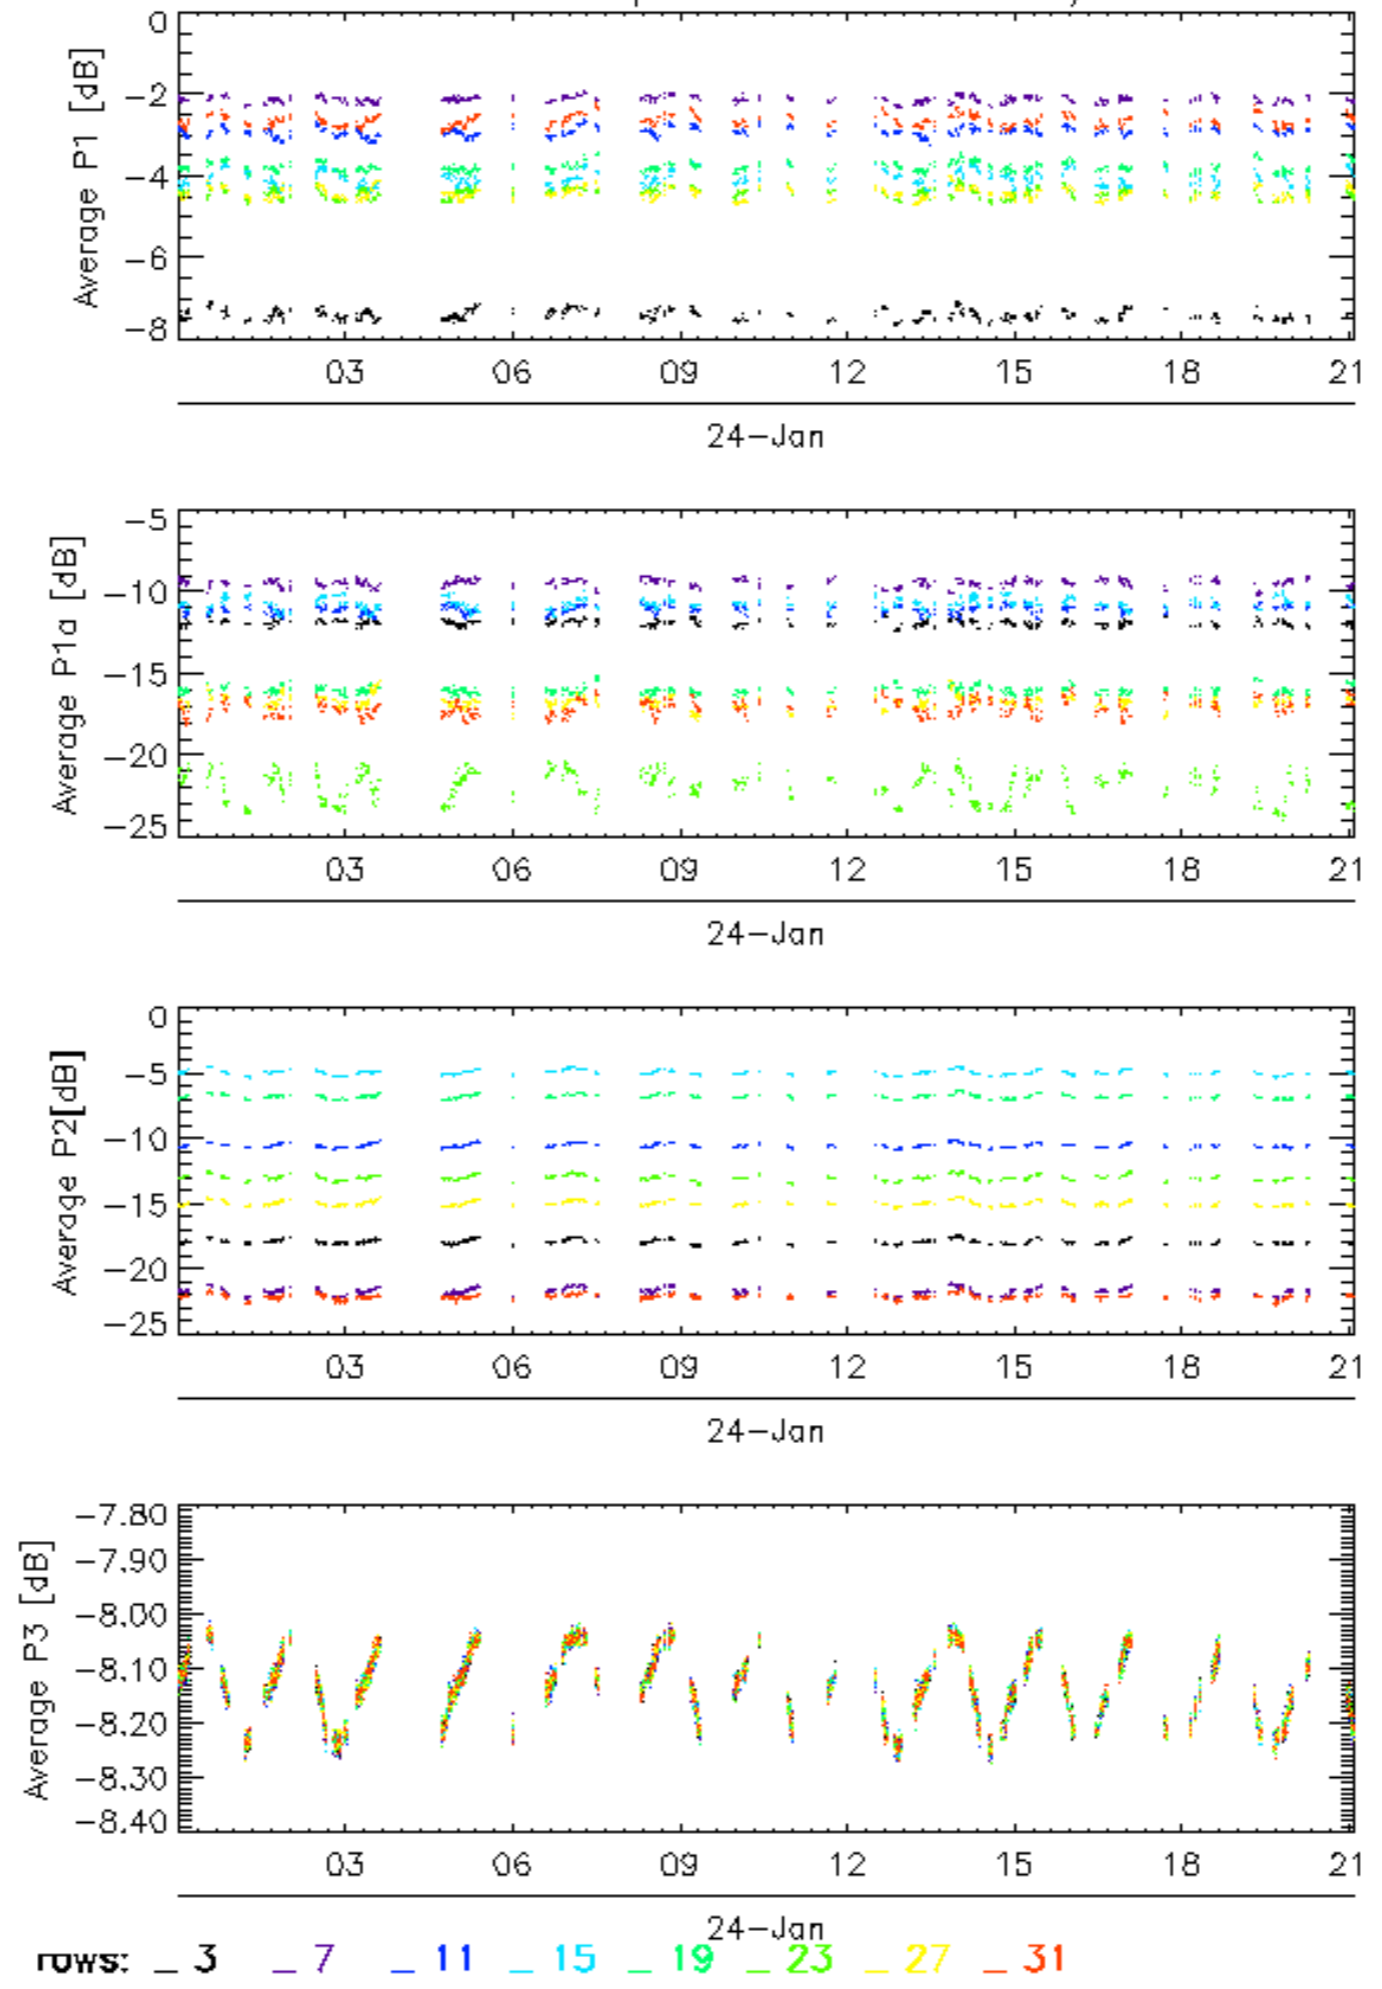 0
−2
−4
−6
−8
Average P1 [dB]
03 06 09 12 15 18 21
24−Jan
−5
−10
−15
−20
−25
Average P1a [dB]
03 06 09 12 15 18 21
24−Jan
0
−5
−10
−15
−20
−25
Average P2[dB]
03 06 09 12 15 18 21
24−Jan
−7.80
−7.90
−8.00
−8.10
−8.20
−8.30
−8.40
Average P3 [dB]
03 06 09 12 15 18 21
24−Jan
rows: _ 3 _ 7 _ 11 _ 15 _ 19 _ 23 _ 27 _ 31